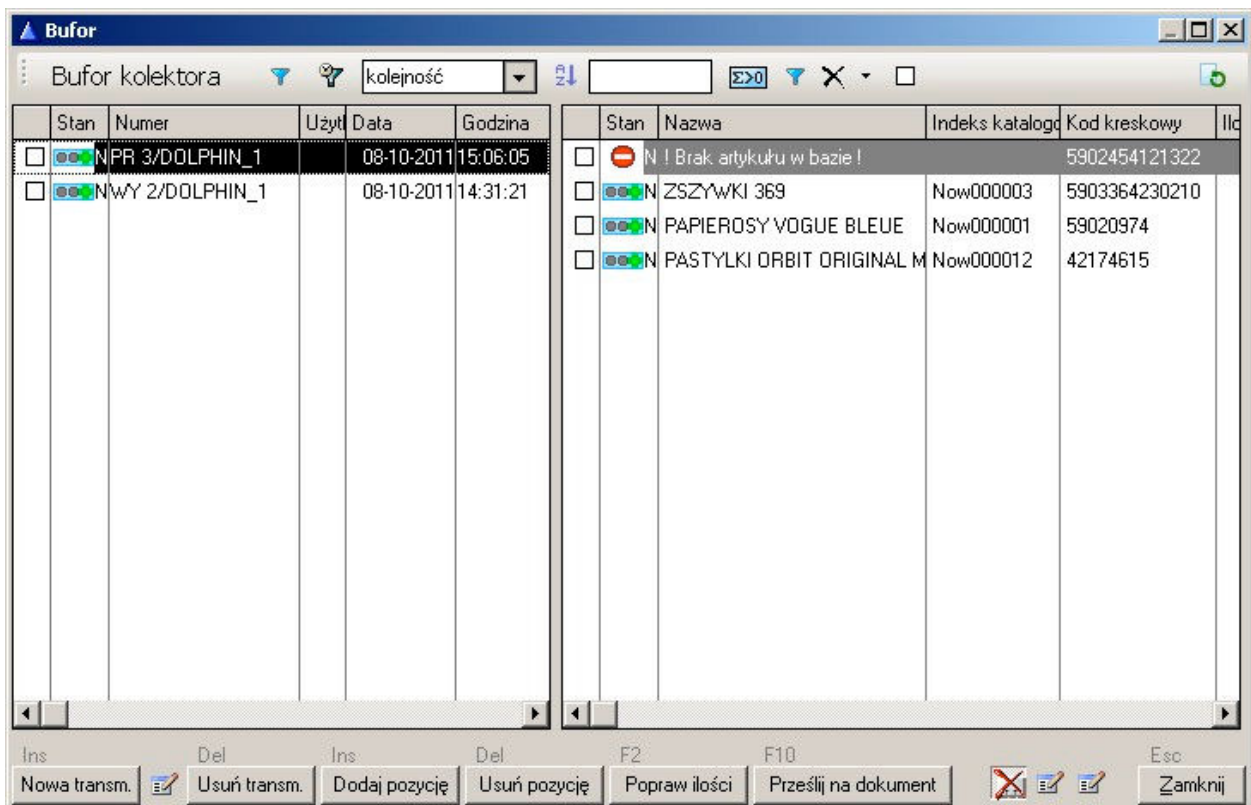 Bufor
Bufor kolektora kolejność Σ>0
Stan Numer Użytl Data Godzina
N PR 3/DOLPHIN_1 08-10-2011 15:06:05
N WY 2/DOLPHIN_1 08-10-2011 14:31:21
Stan Nazwa Indeks katalogo Kod kreskowy Ilo
N ! Brak artykułu w bazie ! 5902454121322
N ZSZYWKI 369 Now000003 5903364230210
N PAPIEROSY VOGUE BLEUE Now000001 59020974
N PASTYLKI ORBIT ORIGINAL M Now000012 42174615
Ins Del Ins Del F2 F10 Esc
Nowa transm. Usuń transm. Dodaj pozycję Usuń pozycję Popraw ilości Prześlij na dokument Zamknij